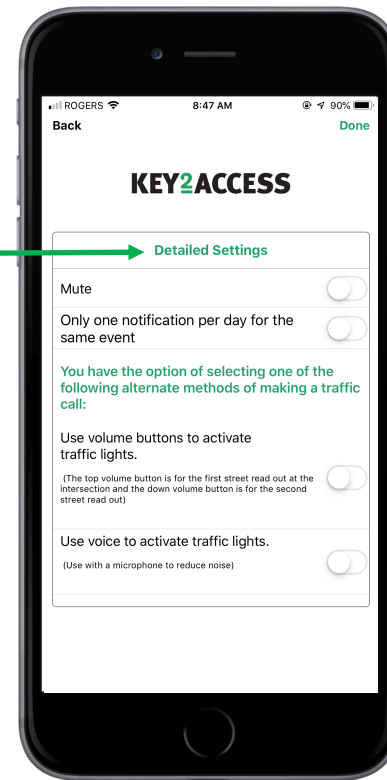 ROGERS 8:47 AM 90%
Back Done
KEY2ACCESS
Detailed Settings
Mute
Only one notification per day for the
same event
You have the option of selecting one of the
following alternate methods of making a traffic
call:
Use volume buttons to activate
traffic lights.
(The top volume button is for the first street read out at the
intersection and the down volume button is for the second
street read out)
Use voice to activate traffic lights.
(Use with a microphone to reduce noise)